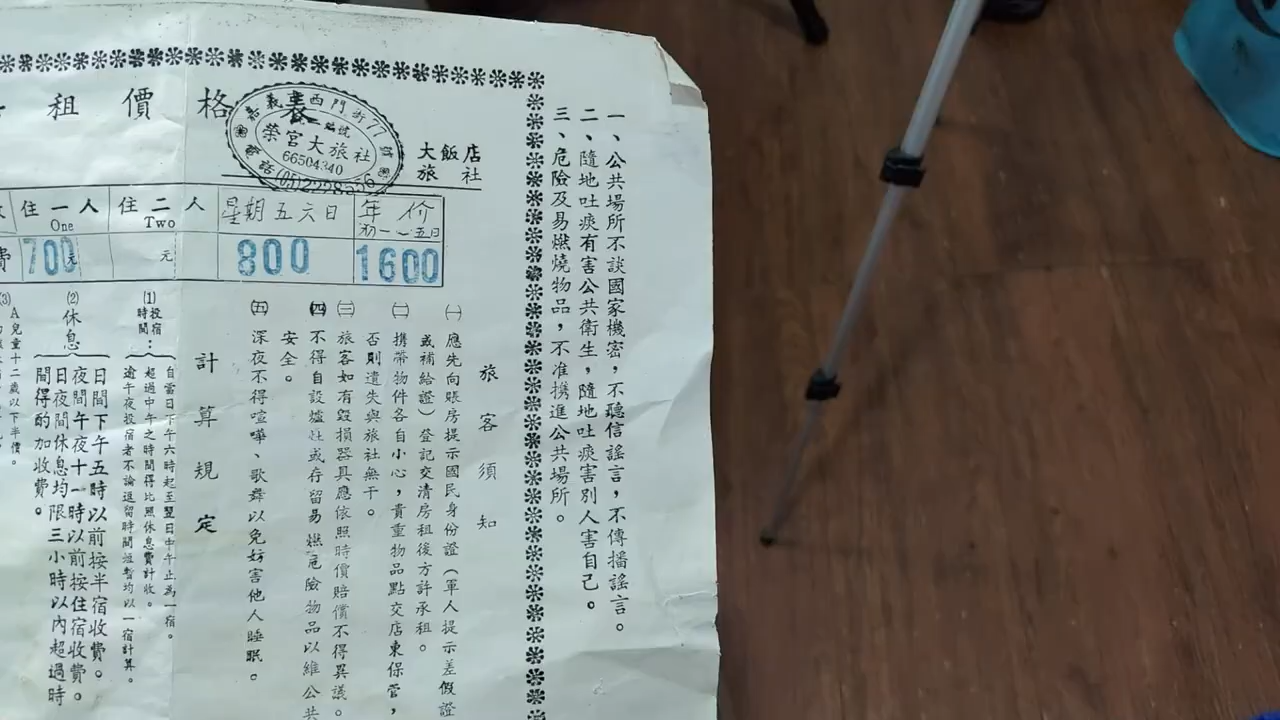 租價格表
嘉義市西門街77號
編號
榮宮大旅社
66504340
大飯店
旅社
一、公共場所不談國家機密，不聽信謠言，不傳播謠言。
二、隨地吐痰有害公共衛生，隨地吐痰害別人害自己。
三、危險及易燃燒物品，不准攜進公共場所。
住一人
One
住二人
Two
星期五六日
年价
初一~五日
費
700元
元
800
1600
旅客須知
㈠應先向賬房提示國民身份證（軍人提示差假證
或補給證）登記交清房租後方許承租。
㈡攜帶物件各自小心，貴重物品點交店東保管，
否則遺失與旅社無干。
㈢旅客如有毀損器具應依照時價賠償不得異議。
㈣不得自設爐灶或存留易燃危險物品以維公共
安全。
㈤深夜不得喧嘩、歌舞以免妨害他人睡眠。
計算規定
⑴投宿時間：
自當日下午六時起至翌日中午止為一宿。
超過中午之時間得比照休息費計收。
逾午夜投宿者不論逗留時間短暫均以一宿計算。
⑵休息
日間下午五時以前按半宿收費。
夜間午夜十一時以前按住宿收費。
日夜間休息均限三小時以內超過時
間得酌加收費。
⑶
A兒童十二歲以下半價。